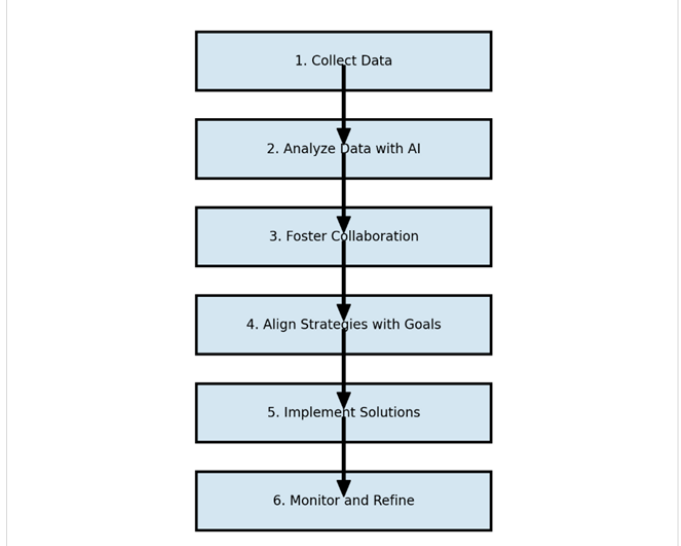 1. Collect Data
2. Analyze Data with AI
3. Foster Collaboration
4. Align Strategies with Goals
5. Implement Solutions
6. Monitor and Refine